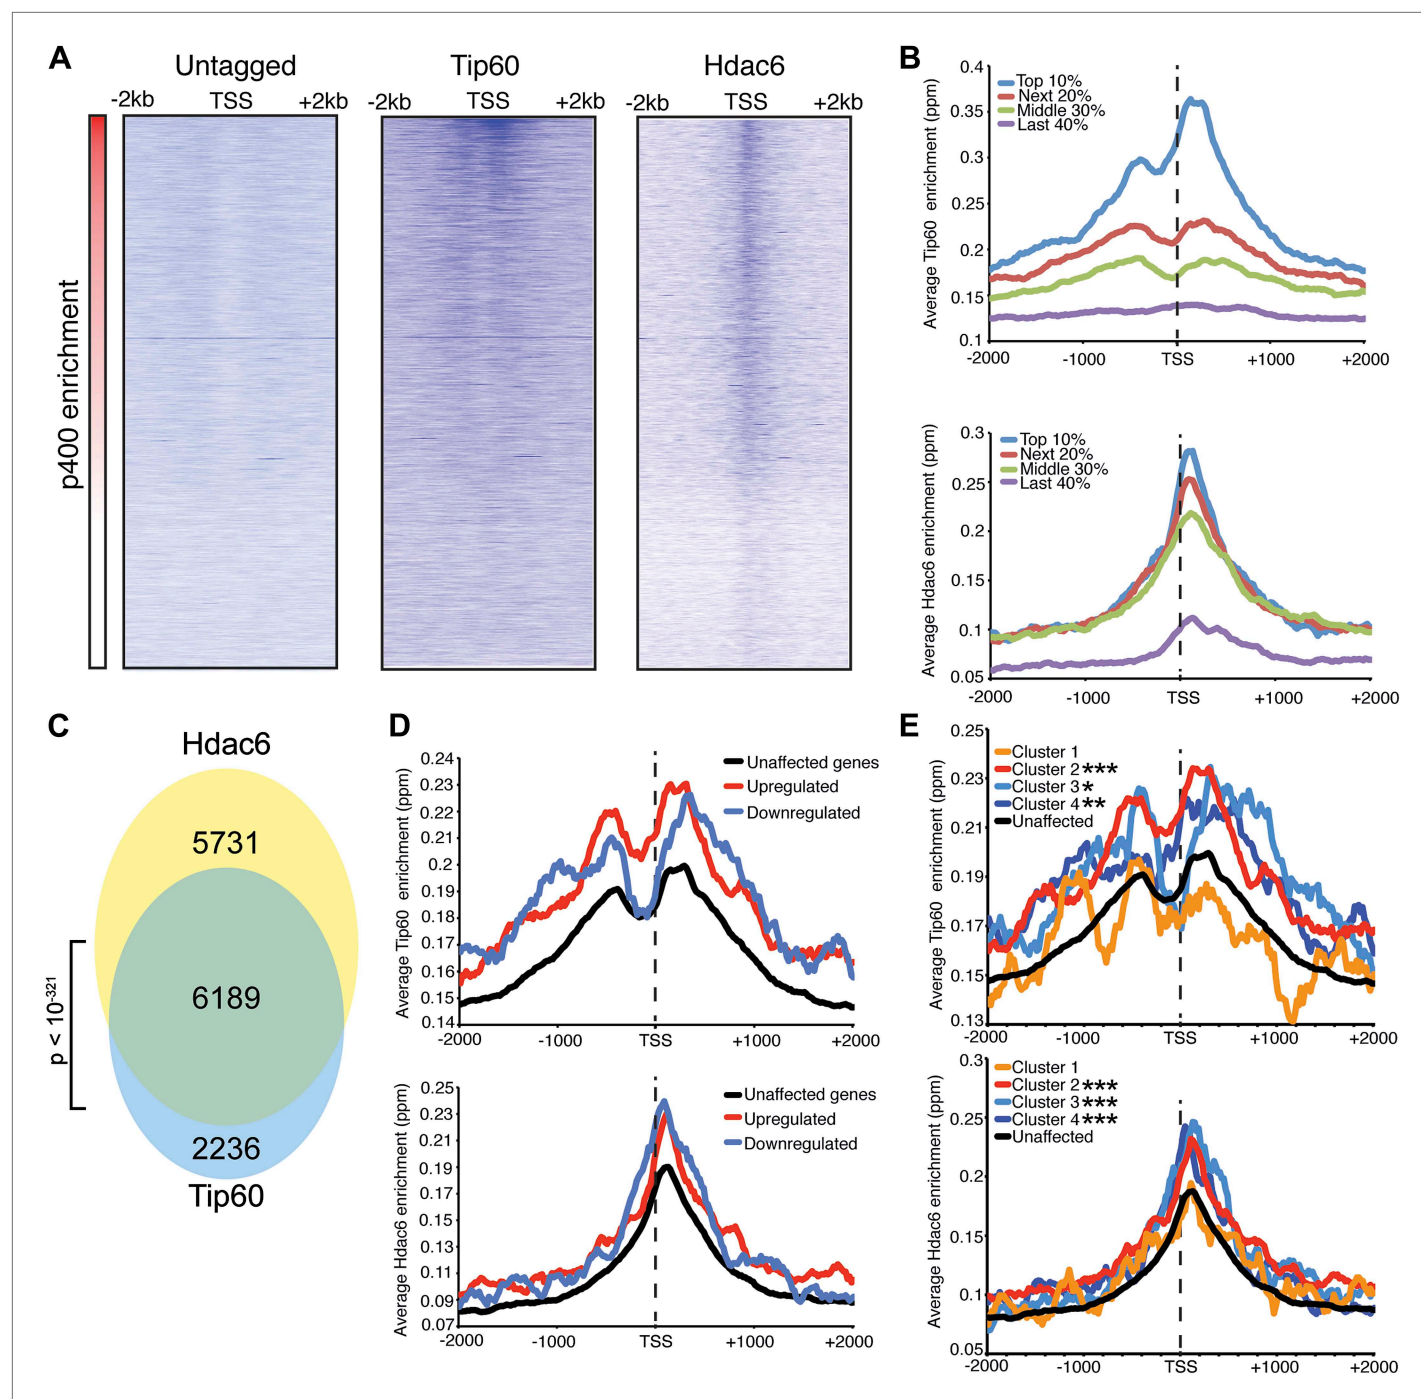 A
Untagged
Tip60
Hdac6
-2kb TSS +2kb
-2kb TSS +2kb
-2kb TSS +2kb
p400 enrichment
B
Average Tip60 enrichment (ppm)
0.4
0.35
0.3
0.25
0.2
0.15
0.1
Top 10%
Next 20%
Middle 30%
Last 40%
-2000 -1000 TSS +1000 +2000
Average Hdac6 enrichment (ppm)
0.3
0.25
0.2
0.15
0.1
0.05
Top 10%
Next 20%
Middle 30%
Last 40%
-2000 -1000 TSS +1000 +2000
C
Hdac6
5731
6189
2236
Tip60
p < 10-321
D
Average Tip60 enrichment (ppm)
0.24
0.23
0.22
0.21
0.2
0.19
0.18
0.17
0.16
0.15
0.14
Unaffected genes
Upregulated
Downregulated
-2000 -1000 TSS +1000 +2000
Average Hdac6 enrichment (ppm)
0.25
0.23
0.21
0.19
0.17
0.15
0.13
0.11
0.09
0.07
Unaffected genes
Upregulated
Downregulated
-2000 -1000 TSS +1000 +2000
E
Average Tip60 enrichment (ppm)
0.25
0.23
0.21
0.19
0.17
0.15
0.13
Cluster 1
Cluster 2***
Cluster 3*
Cluster 4**
Unaffected
-2000 -1000 TSS +1000 +2000
Average Hdac6 enrichment (ppm)
0.3
0.25
0.2
0.15
0.1
0.05
Cluster 1
Cluster 2***
Cluster 3***
Cluster 4***
Unaffected
-2000 -1000 TSS +1000 +2000